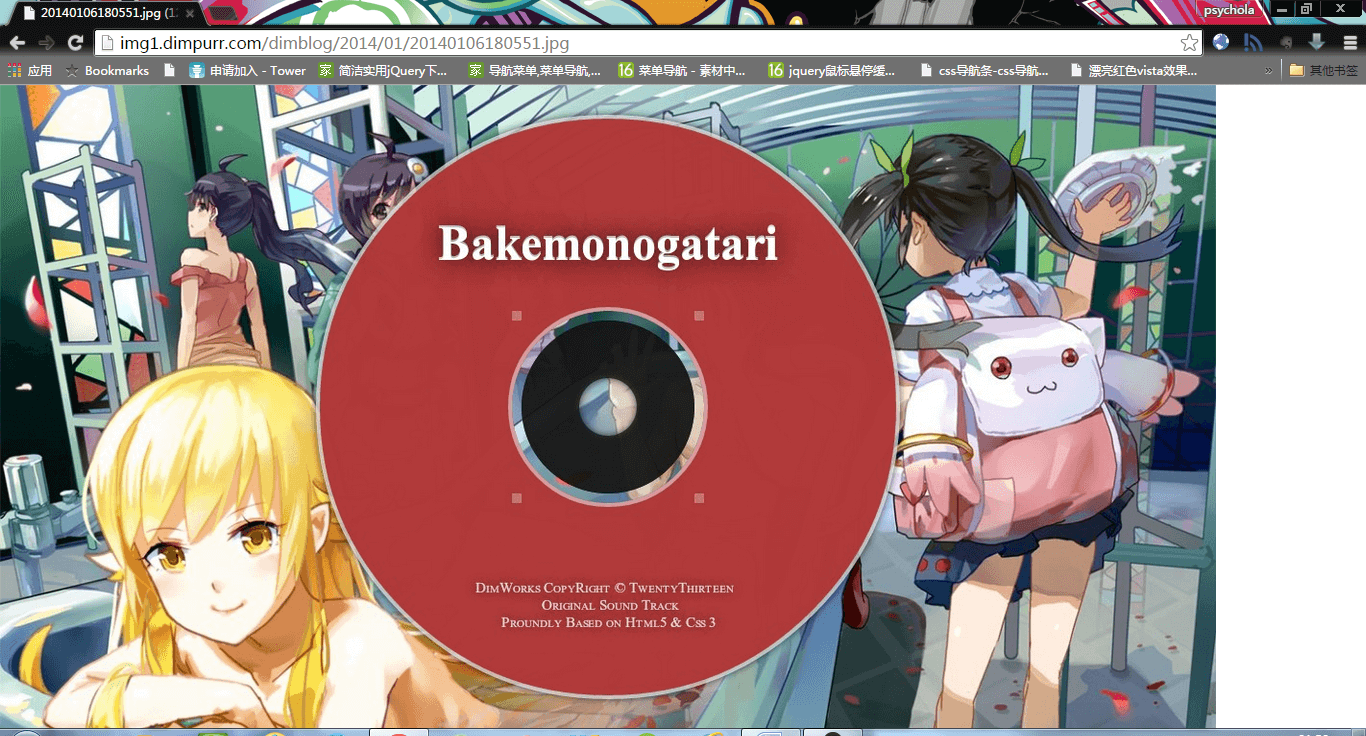 20140106180551.jpg (1
psychola
img1.dimpurr.com/dimblog/2014/01/20140106180551.jpg
应用
Bookmarks
申请加入 - Tower
家 简洁实用jQuery下...
家 导航菜单,菜单导航,...
16 菜单导航 - 素材中...
16 jquery鼠标悬停缓...
css导航条-css导航...
漂亮红色vista效果...
»
其他书签
Bakemonogatari
DimWorks CopyRight © TwentyThirteen
Original Sound Track
Proundly Based on Html5 & Css 3